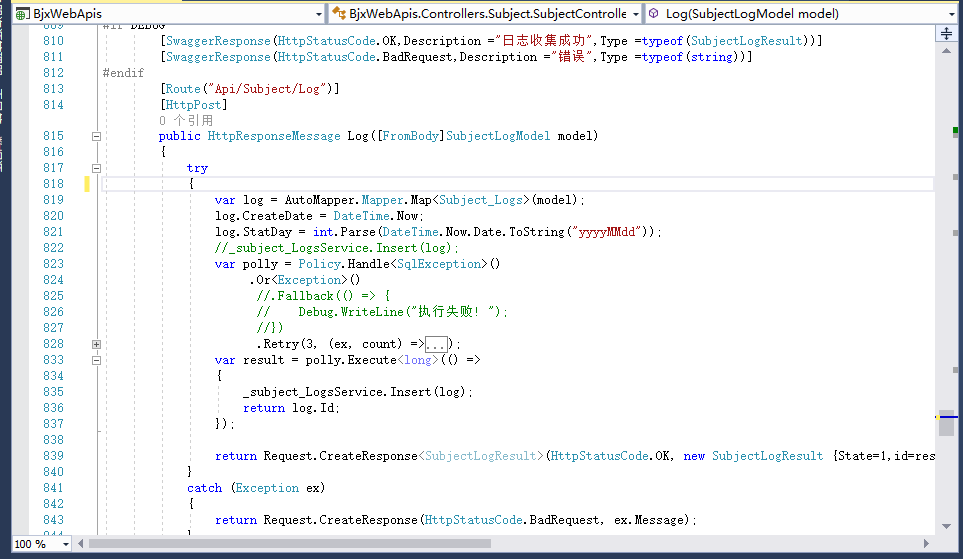 BjxWebApis
BjxWebApis.Controllers.Subject.SubjectControlle
Log(SubjectLogModel model)
809 #if DEBUG
810 [SwaggerResponse(HttpStatusCode.OK,Description ="日志收集成功",Type =typeof(SubjectLogResult))]
811 [SwaggerResponse(HttpStatusCode.BadRequest,Description ="错误",Type =typeof(string))]
812 #endif
813 [Route("Api/Subject/Log")]
814 [HttpPost]
0 个引用
815 public HttpResponseMessage Log([FromBody]SubjectLogModel model)
816 {
817 try
818 {
819 var log = AutoMapper.Mapper.Map<Subject_Logs>(model);
820 log.CreateDate = DateTime.Now;
821 log.StatDay = int.Parse(DateTime.Now.Date.ToString("yyyyMMdd"));
822 //_subject_LogsService.Insert(log);
823 var polly = Policy.Handle<SqlException>()
824 .Or<Exception>()
825 //.Fallback(() => {
826 // Debug.WriteLine("执行失败! ");
827 //})
828 .Retry(3, (ex, count) =>...);
833 var result = polly.Execute<long>(() =>
834 {
835 _subject_LogsService.Insert(log);
836 return log.Id;
837 });
838
839 return Request.CreateResponse<SubjectLogResult>(HttpStatusCode.OK, new SubjectLogResult {State=1,id=res
840 }
841 catch (Exception ex)
842 {
843 return Request.CreateResponse(HttpStatusCode.BadRequest, ex.Message);
100 %